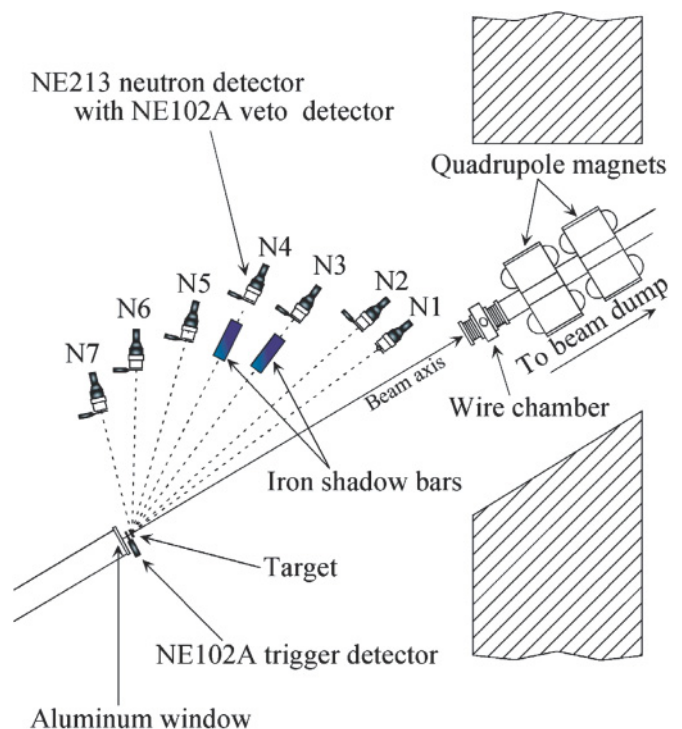 NE213 neutron detector
with NE102A veto detector
Quadrupole magnets
N4
N3
N5
N2
N6
N1
N7
To beam dump
Beam axis
Wire chamber
Iron shadow bars
Target
NE102A trigger detector
Aluminum window